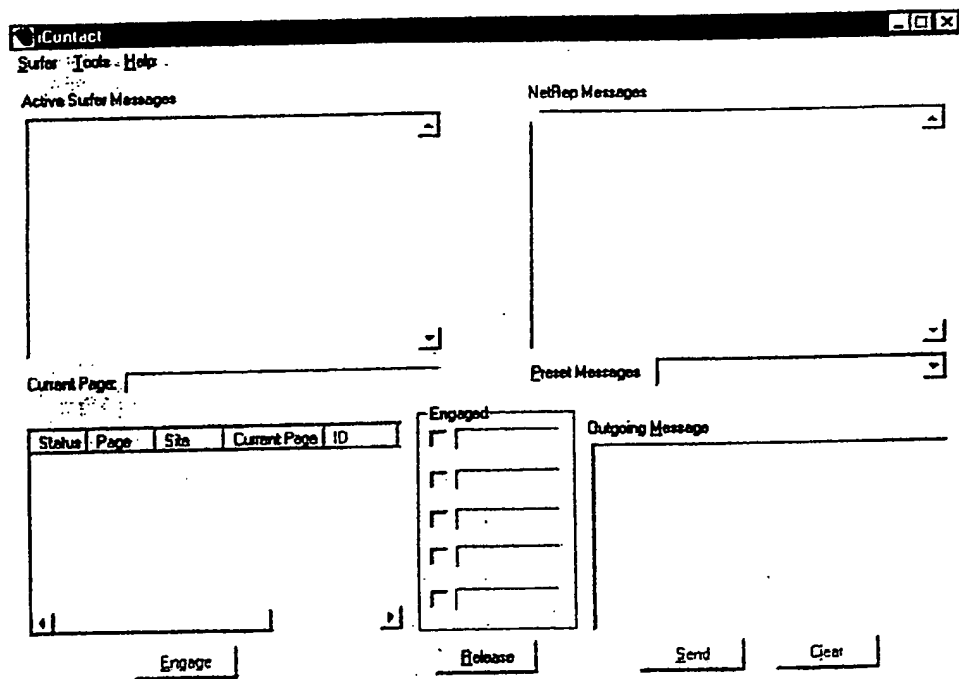 iContact
Surfer Tools Help
Active Surfer Messages
NetRep Messages
Current Page:
Preset Messages
Status Page Site Current Page ID
Engaged
Outgoing Message
Engage
Release
Send
Clear